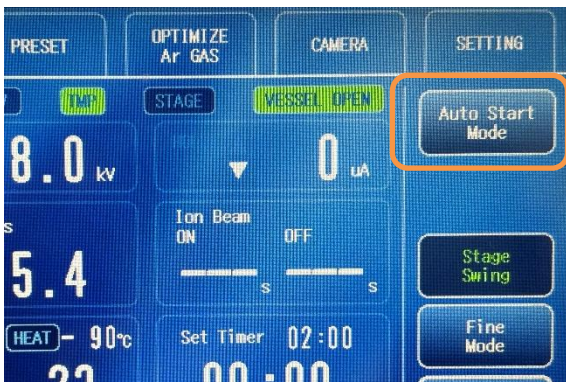 PRESET
OPTIMIZE
Ar GAS
CAMERA
SETTING
TMP
STAGE
VESSEL OPEN
Auto Start
Mode
8.0 kV
0 uA
Ion Beam
ON OFF
s
5.4
--- s --- s
Stage
Swing
HEAT - 90℃
Set Timer 02:00
Fine
Mode